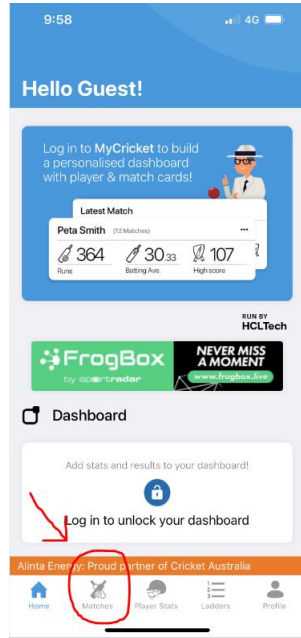 9:58
4G
Hello Guest!
Log in to MyCricket to build
a personalised dashboard
with player & match cards!
Latest Match
Peta Smith (12 Matches) •••
364
30.33
107
Runs
Batting Ave.
High score
RUN BY
HCLTech
FrogBox
by sportradar
NEVER MISS
A MOMENT
www.frogbox.live
Dashboard
Add stats and results to your dashboard!
Log in to unlock your dashboard
Alinta Energy: Proud partner of Cricket Australia
Home
Matches
Player Stats
Ladders
Profile